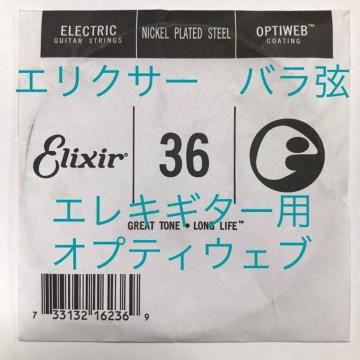 ELECTRIC
GUITAR STRINGS
NICKEL PLATED STEEL
OPTIWEB™
COATING
エリクサー バラ弦
Elixir®
36
エレキギター用
GREAT TONE • LONG LIFE™
オプティウェブ
7 33132 16236 9